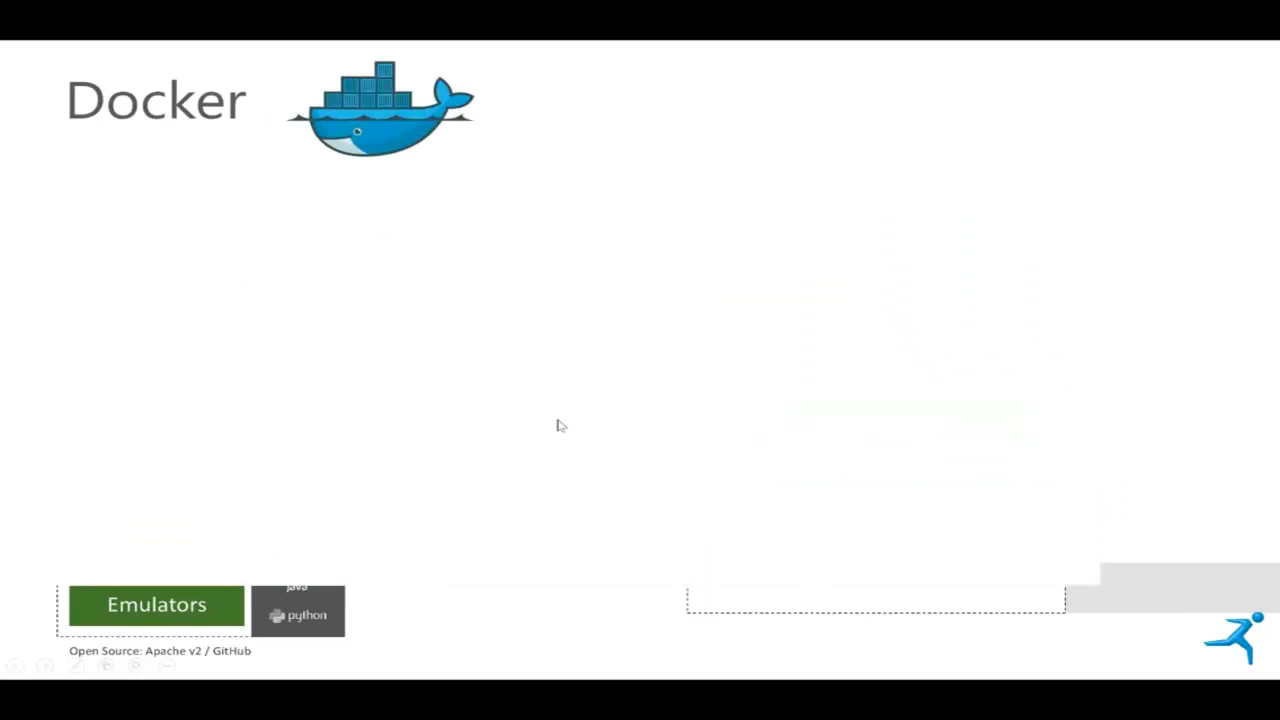 Docker
Emulators
java
python
Open Source: Apache v2 / GitHub